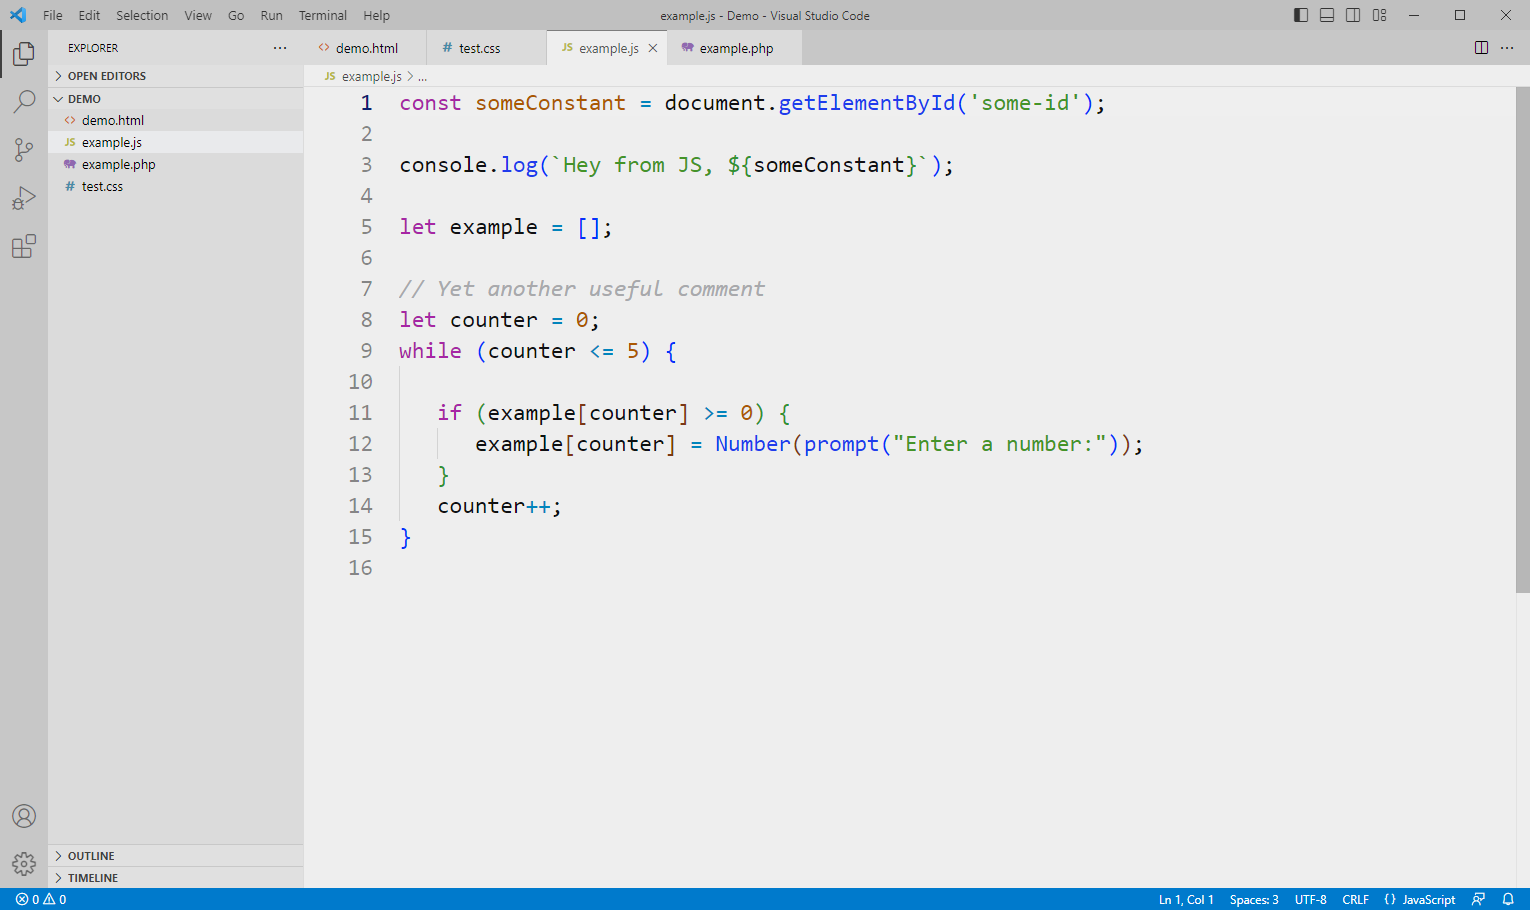 File Edit Selection View Go Run Terminal Help
example.js - Demo - Visual Studio Code
EXPLORER
OPEN EDITORS
DEMO
<> demo.html
JS example.js
example.php
# test.css
OUTLINE
TIMELINE
<> demo.html
# test.css
JS example.js
example.php
JS example.js > ...
1 const someConstant = document.getElementById('some-id');
2
3 console.log(`Hey from JS, ${someConstant}`);
4
5 let example = [];
6
7 // Yet another useful comment
8 let counter = 0;
9 while (counter <= 5) {
10
11 if (example[counter] >= 0) {
12 example[counter] = Number(prompt("Enter a number:"));
13 }
14 counter++;
15 }
16
0 0
Ln 1, Col 1 Spaces: 3 UTF-8 CRLF {} JavaScript